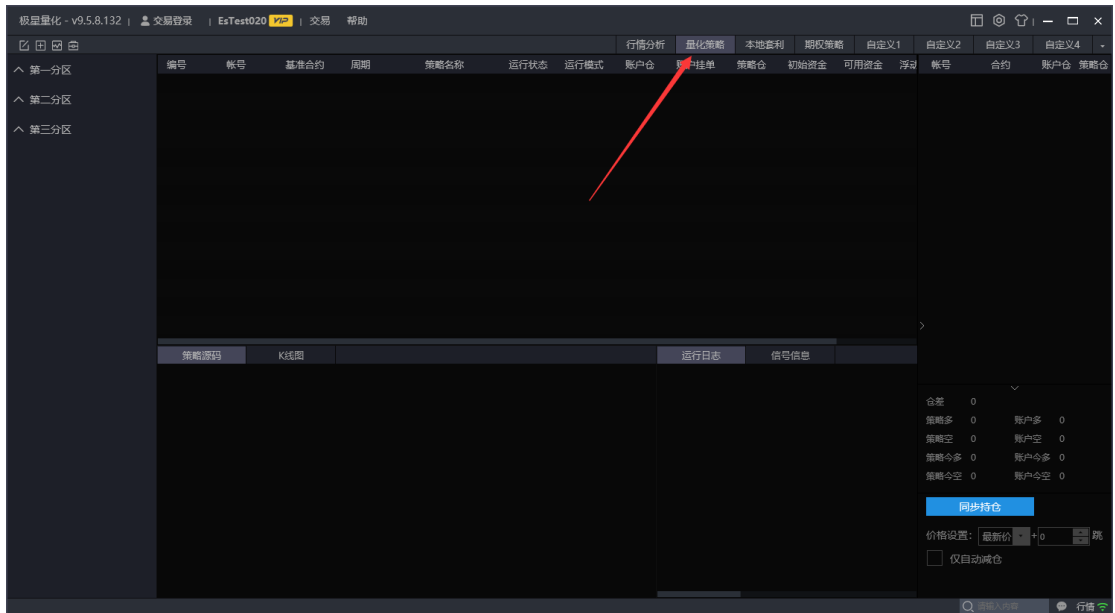 极星量化 - v9.5.8.132 | 交易登录 | EsTest020 VIP | 交易 帮助
行情分析 量化策略 本地套利 期权策略 自定义1 自定义2 自定义3 自定义4
第一分区
第二分区
第三分区
编号 帐号 基准合约 周期 策略名称 运行状态 运行模式 账户仓 账户挂单 策略仓 初始资金 可用资金 浮动
帐号 合约 账户仓 策略仓
策略源码 K线图
运行日志 信号信息
仓差 0
策略多 0 账户多 0
策略空 0 账户空 0
策略今多 0 账户今多 0
策略今空 0 账户今空 0
同步持仓
价格设置: 最新价 + 0 跳
仅自动减仓
请输入内容 行情